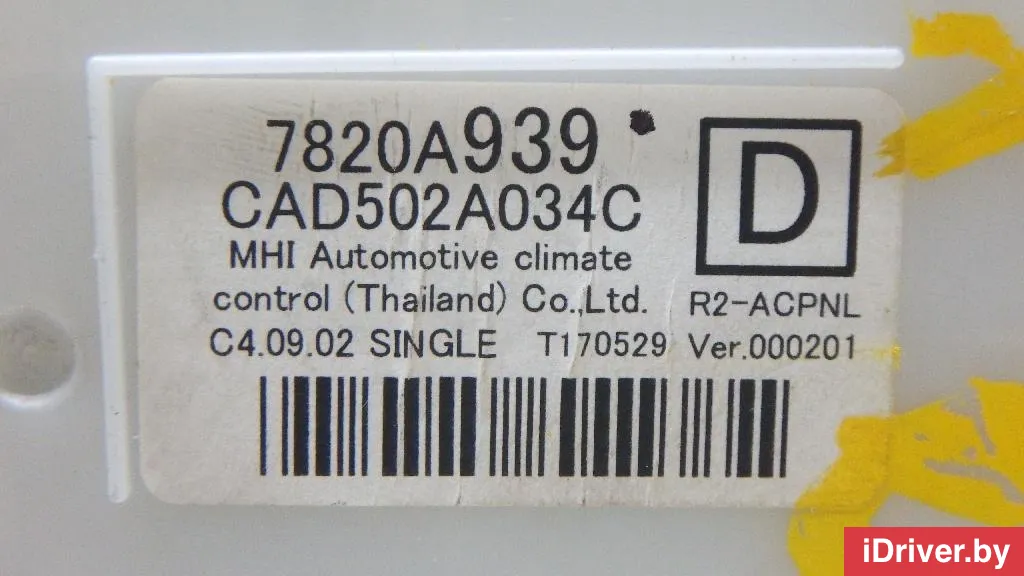 7820A939
CAD502A034C
D
MHI Automotive climate
control (Thailand) Co.,Ltd.
R2-ACPNL
C4.09.02 SINGLE T170529 Ver.000201
iDriver.by